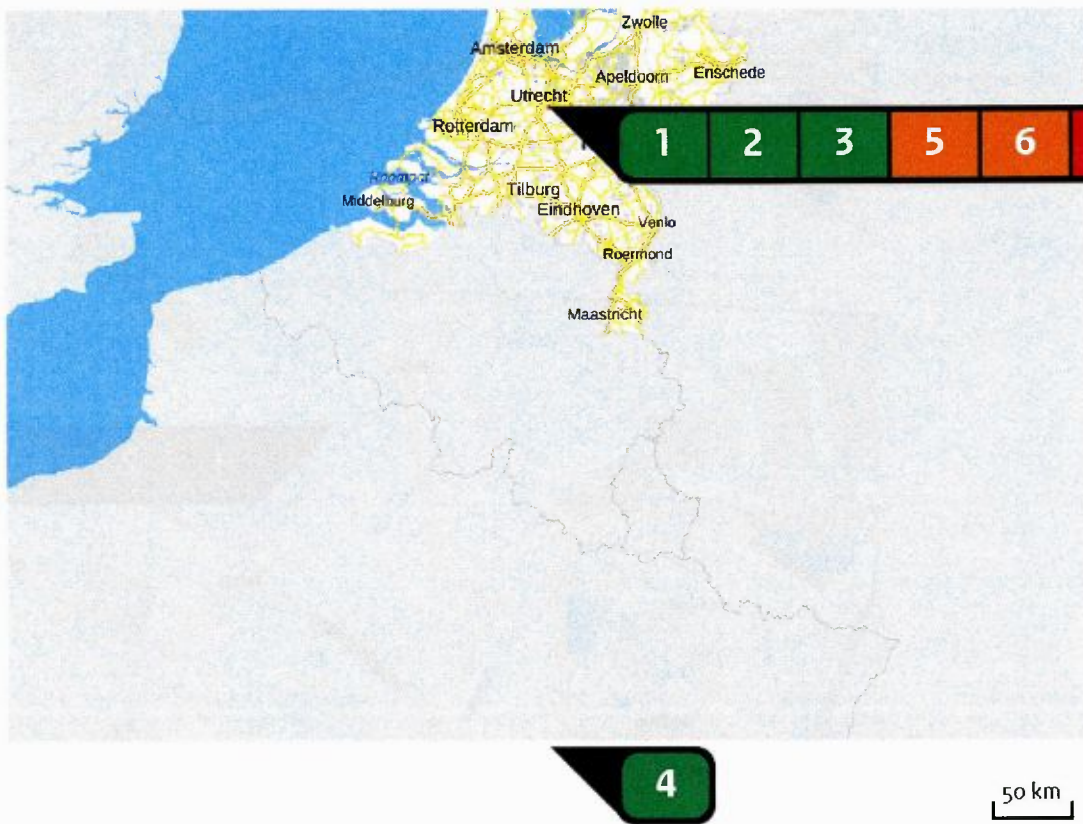 Zwolle
Amsterdam
Apeldoorn
Enschede
Utrecht
Rotterdam
1 2 3 5 6
Roompot
Tilburg
Middelburg
Eindhoven
Venlo
Roermond
Maastricht
4
50 km